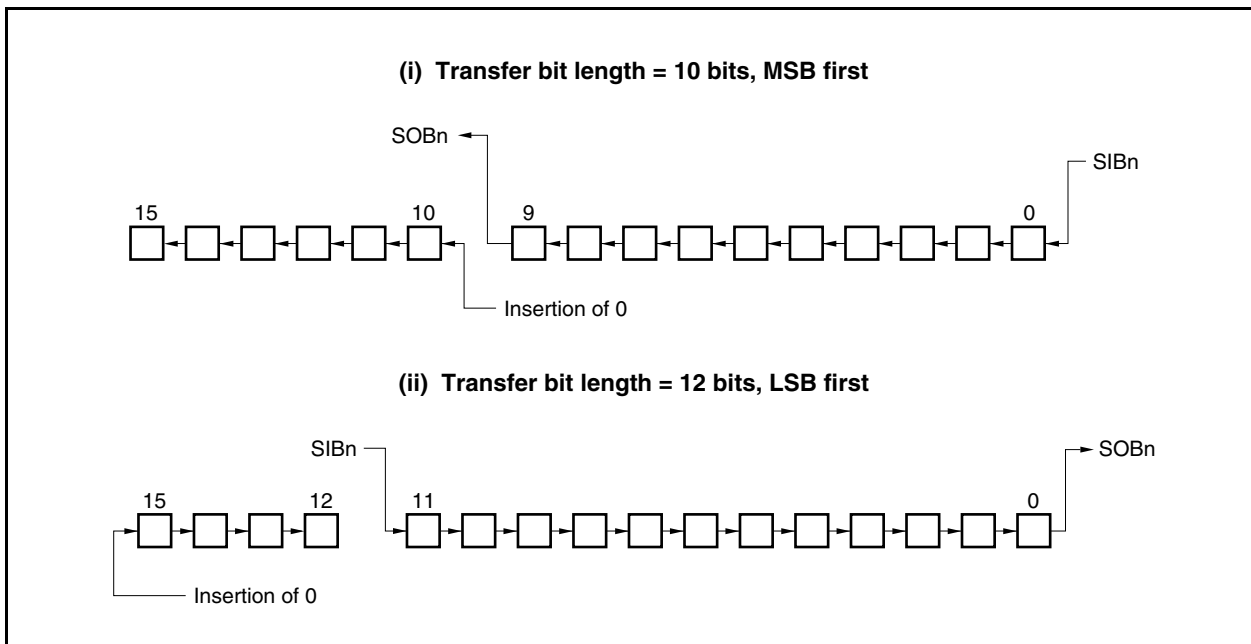 (i) Transfer bit length = 10 bits, MSB first
SOBn
SIBn
15 10 9 0
Insertion of 0
(ii) Transfer bit length = 12 bits, LSB first
SIBn SOBn
15 12 11 0
Insertion of 0